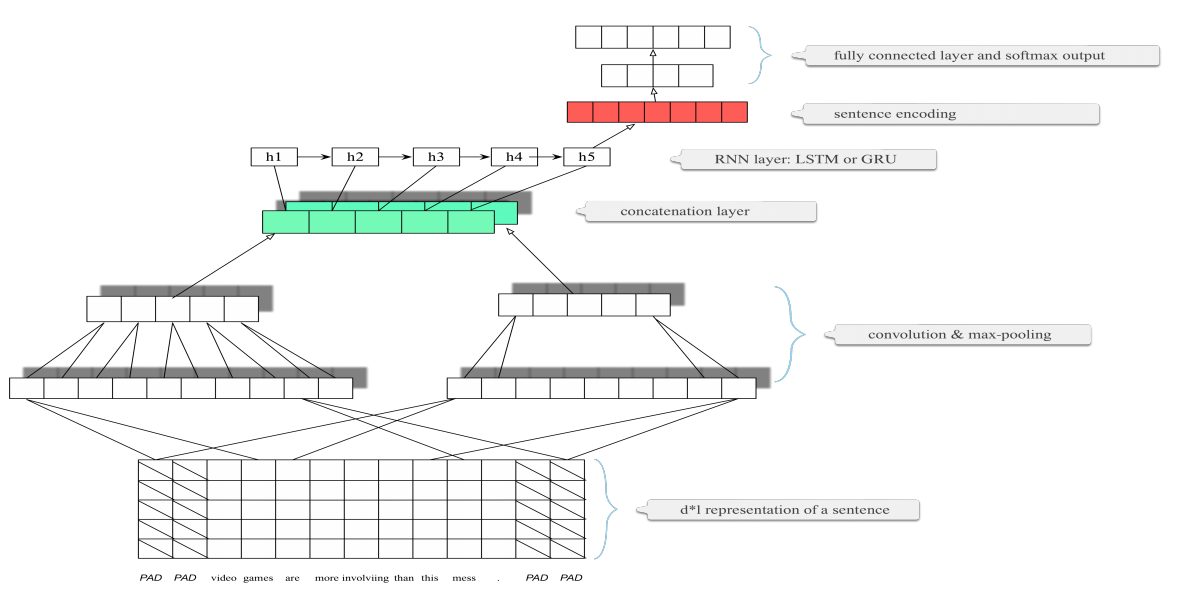 fully connected layer and softmax output
sentence encoding
h1 h2 h3 h4 h5
RNN layer: LSTM or GRU
concatenation layer
convolution & max-pooling
d*l representation of a sentence
PAD PAD video games are more involviing than this mess . PAD PAD